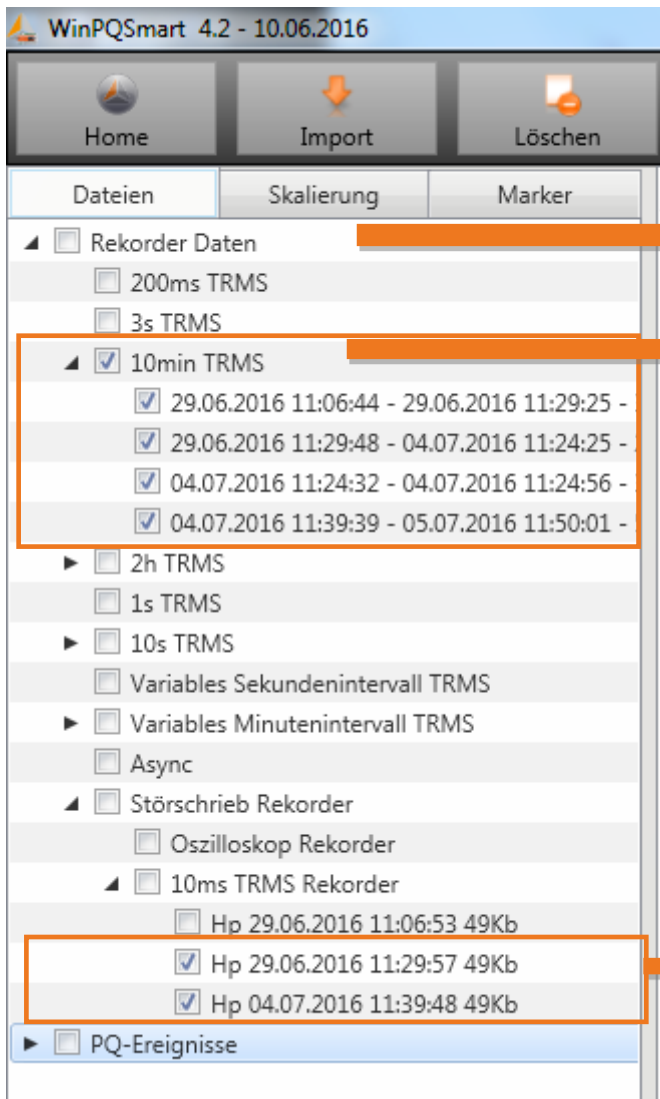 WinPQSmart 4.2 - 10.06.2016
Home Import Löschen
Dateien Skalierung Marker
Rekorder Daten
200ms TRMS
3s TRMS
10min TRMS
29.06.2016 11:06:44 - 29.06.2016 11:29:25 -
29.06.2016 11:29:48 - 04.07.2016 11:24:25 -
04.07.2016 11:24:32 - 04.07.2016 11:24:56 -
04.07.2016 11:39:39 - 05.07.2016 11:50:01 -
2h TRMS
1s TRMS
10s TRMS
Variables Sekundenintervall TRMS
Variables Minutenintervall TRMS
Async
Störschrieb Rekorder
Oszilloskop Rekorder
10ms TRMS Rekorder
Hp 29.06.2016 11:06:53 49Kb
Hp 29.06.2016 11:29:57 49Kb
Hp 04.07.2016 11:39:48 49Kb
PQ-Ereignisse